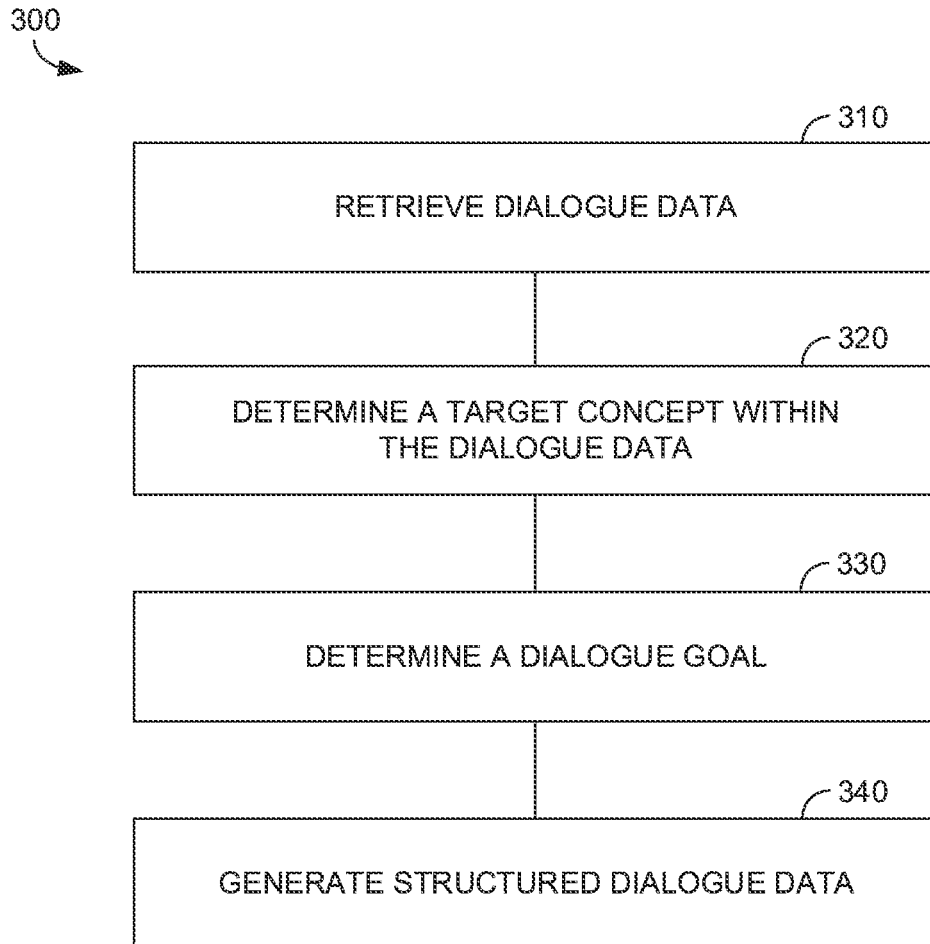 300
310
RETRIEVE DIALOGUE DATA
320
DETERMINE A TARGET CONCEPT WITHIN
THE DIALOGUE DATA
330
DETERMINE A DIALOGUE GOAL
340
GENERATE STRUCTURED DIALOGUE DATA